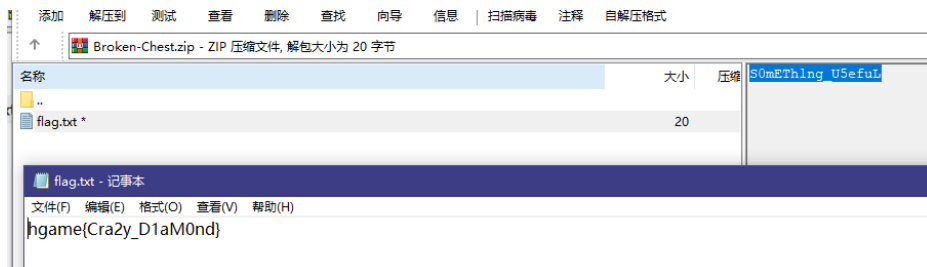 添加 解压到 测试 查看 删除 查找 向导 信息 扫描病毒 注释 自解压格式
Broken-Chest.zip - ZIP 压缩文件, 解包大小为 20 字节
名称 大小 压缩 S0mETh1ng_U5efuL
..
flag.txt * 20
flag.txt - 记事本
文件(F) 编辑(E) 格式(O) 查看(V) 帮助(H)
hgame{Cra2y_D1aM0nd}